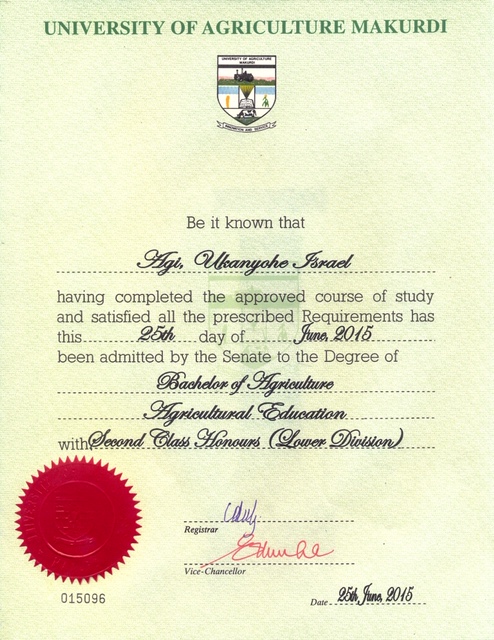 UNIVERSITY OF AGRICULTURE MAKURDI
UNIVERSITY OF AGRICULTURE
MAKURDI
INNOVATION AND SERVICE
Be it known that
Agi, Ukanyohe Israel
having completed the approved course of study
and satisfied all the prescribed Requirements has
this 25th day of June, 2015
been admitted by the Senate to the Degree of
Bachelor of Agriculture
Agricultural Education
with Second Class Honours (Lower Division)
Registrar
Vice-Chancellor
015096
Date 25th June, 2015